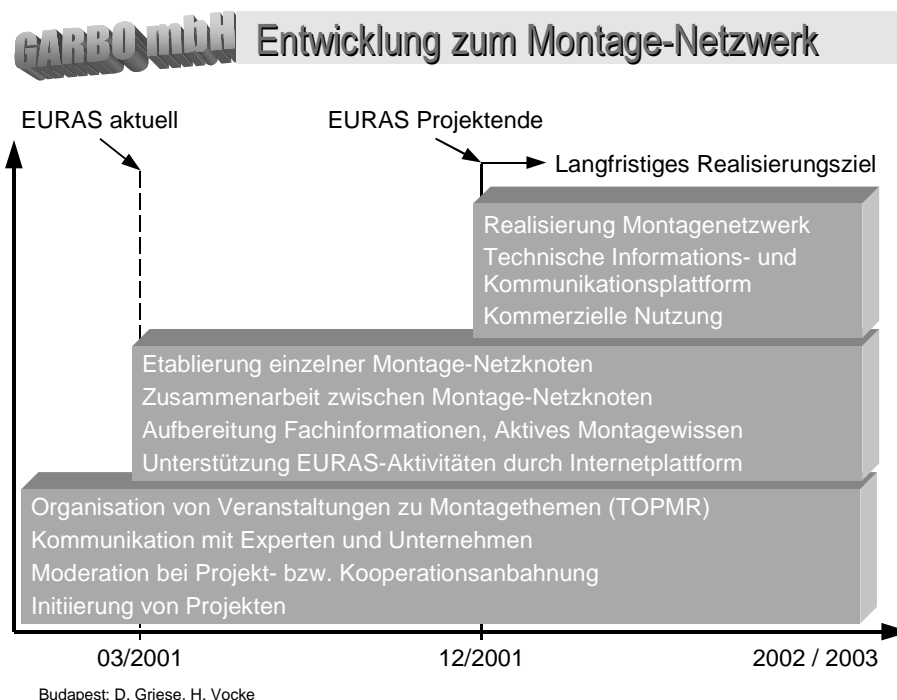 GARBO mbH
Entwicklung zum Montage-Netzwerk
EURAS aktuell
EURAS Projektende
Langfristiges Realisierungsziel
Realisierung Montagenetzwerk
Technische Informations- und
Kommunikationsplattform
Kommerzielle Nutzung
Etablierung einzelner Montage-Netzknoten
Zusammenarbeit zwischen Montage-Netzknoten
Aufbereitung Fachinformationen, Aktives Montagewissen
Unterstützung EURAS-Aktivitäten durch Internetplattform
Organisation von Veranstaltungen zu Montagethemen (TOPMR)
Kommunikation mit Experten und Unternehmen
Moderation bei Projekt- bzw. Kooperationsanbahnung
Initiierung von Projekten
03/2001
12/2001
2002 / 2003
Budapest: D. Griese, H. Vocke